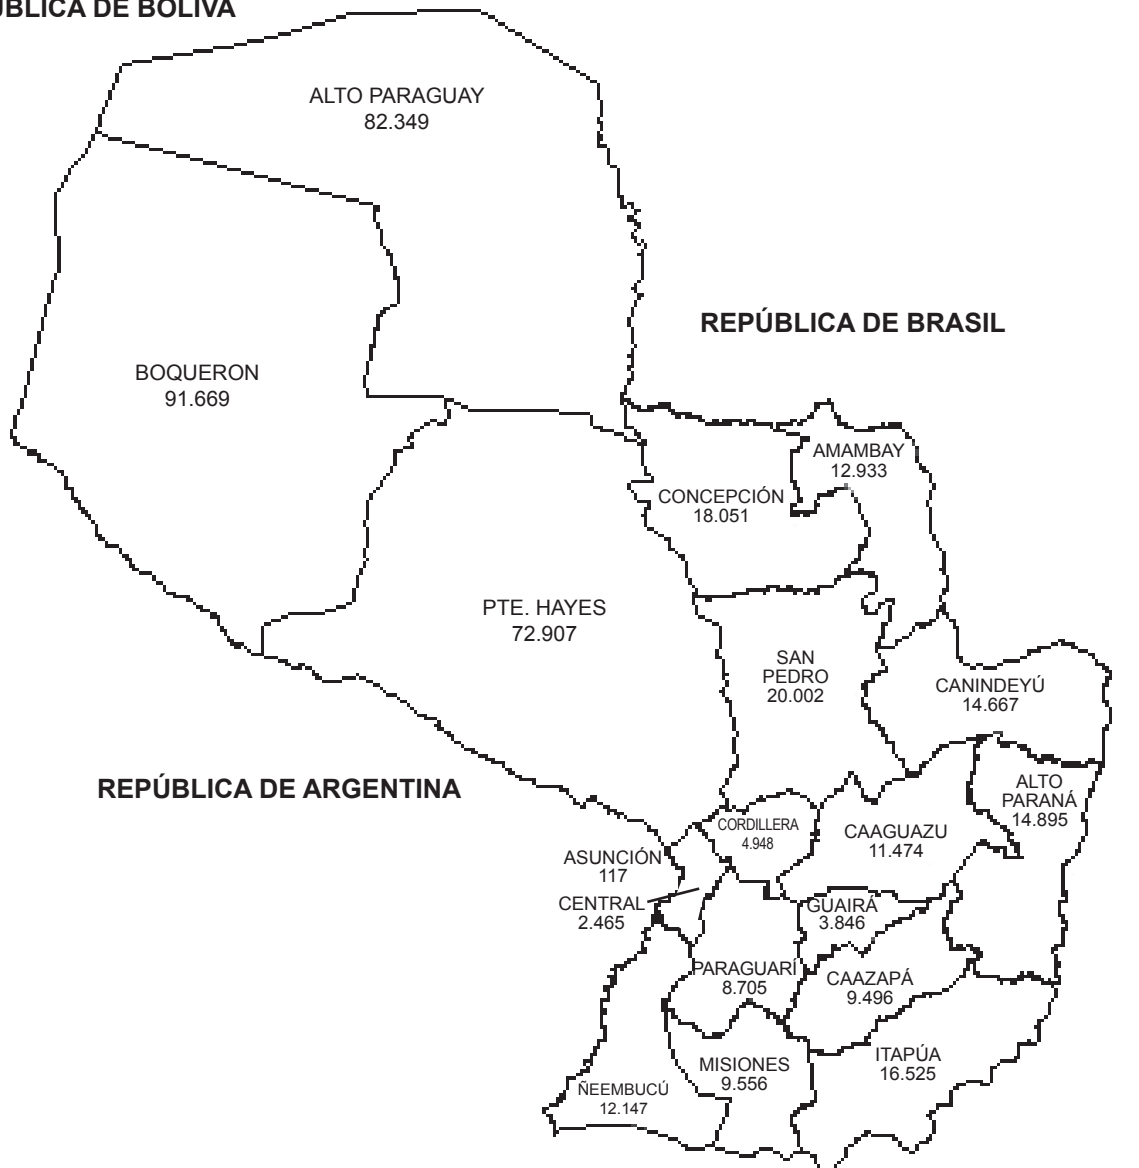 REPÚBLICA DE BOLIVA
ALTO PARAGUAY
82.349
REPÚBLICA DE BRASIL
BOQUERON
91.669
AMAMBAY
12.933
CONCEPCIÓN
18.051
PTE. HAYES
72.907
SAN
PEDRO
20.002
CANINDEYÚ
14.667
REPÚBLICA DE ARGENTINA
ALTO
PARANÁ
14.895
CORDILLERA
4.948
CAAGUAZU
11.474
ASUNCIÓN
117
CENTRAL
2.465
GUAIRÁ
3.846
PARAGUARÍ
8.705
CAAZAPÁ
9.496
ITAPÚA
16.525
MISIONES
9.556
ÑEEMBUCÚ
12.147